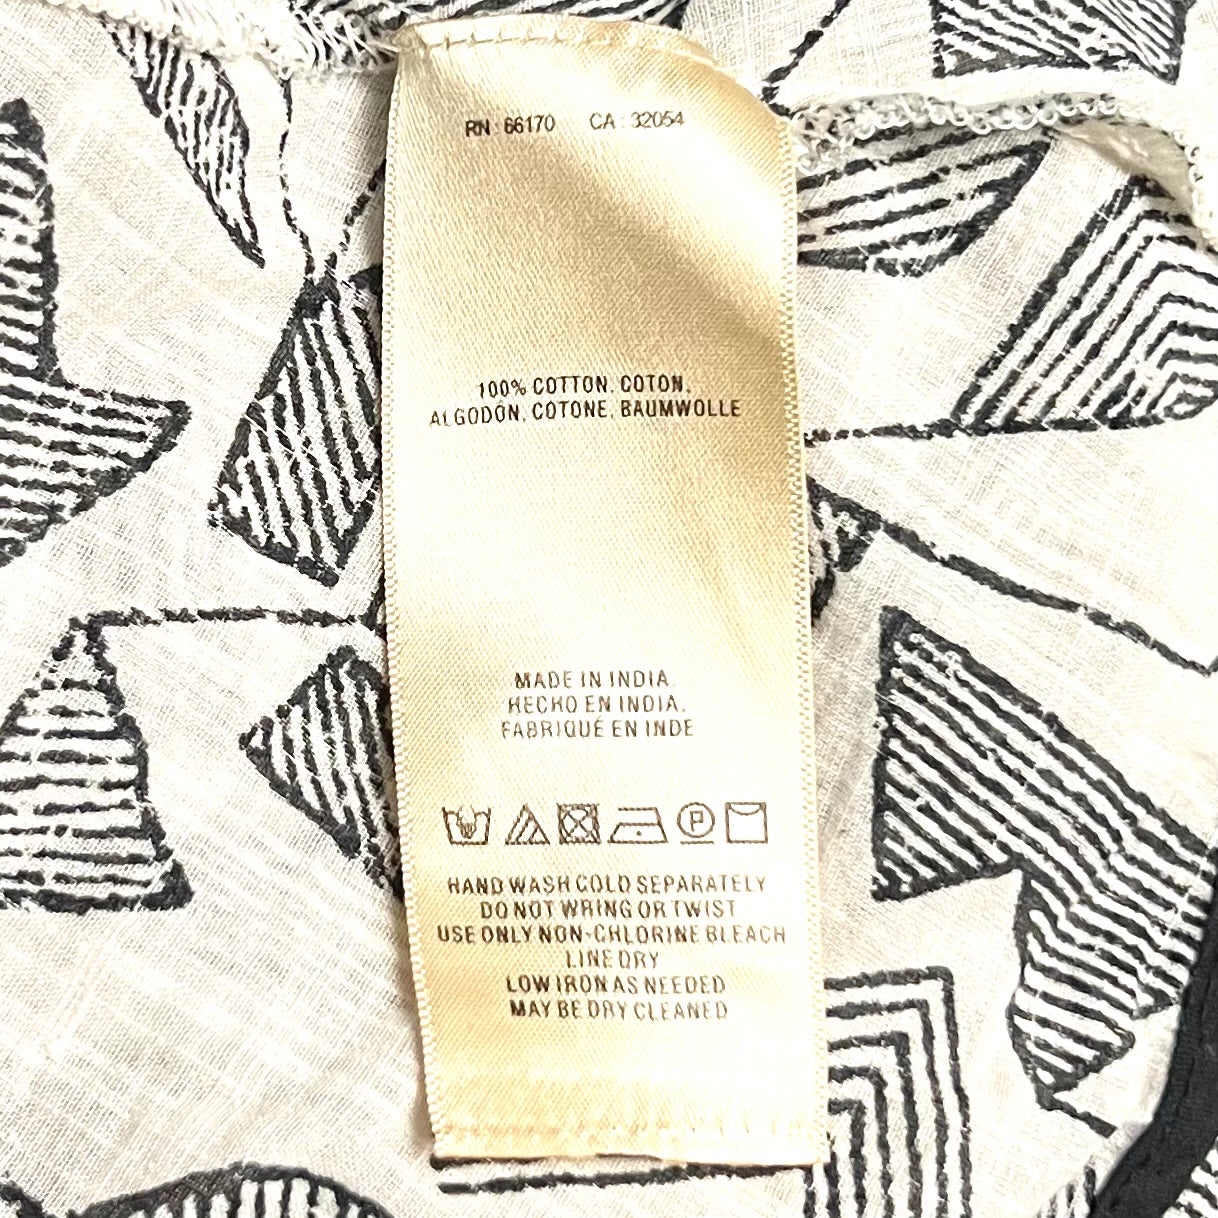 RN : 66170 CA : 32054
100% COTTON, COTON,
ALGODÓN, COTONE, BAUMWOLLE
MADE IN INDIA.
HECHO EN INDIA.
FABRIQUÉ EN INDE
P
HAND WASH COLD SEPARATELY
DO NOT WRING OR TWIST
USE ONLY NON-CHLORINE BLEACH
LINE DRY
LOW IRON AS NEEDED
MAY BE DRY CLEANED